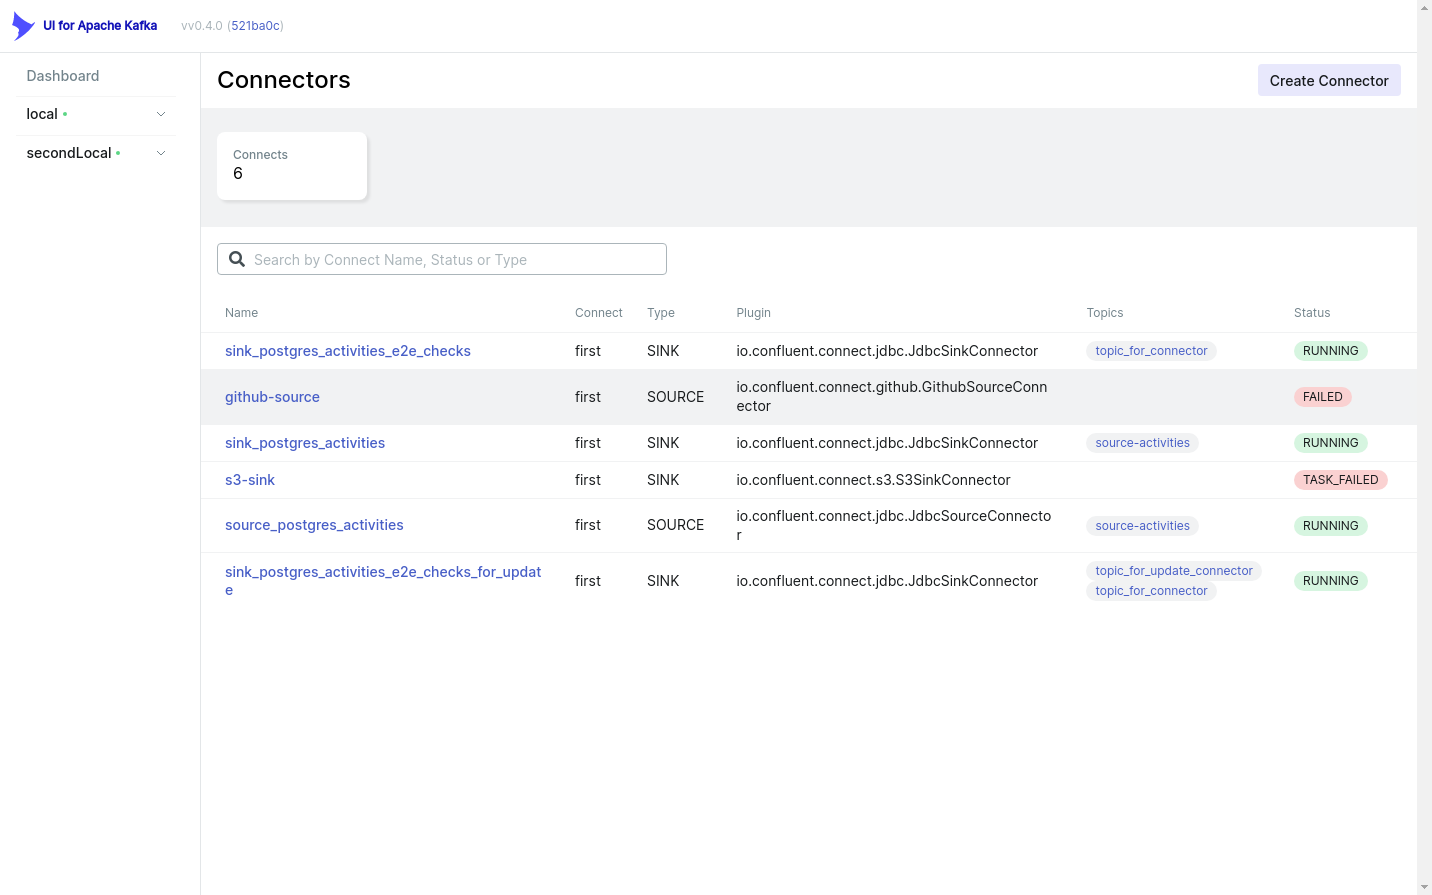 UI for Apache Kafka vv0.4.0 (521ba0c)
Dashboard
local
secondLocal
Connectors
Create Connector
Connects
6
Search by Connect Name, Status or Type
Name Connect Type Plugin Topics Status
sink_postgres_activities_e2e_checks first SINK io.confluent.connect.jdbc.JdbcSinkConnector topic_for_connector RUNNING
github-source first SOURCE io.confluent.connect.github.GithubSourceConn
ector FAILED
sink_postgres_activities first SINK io.confluent.connect.jdbc.JdbcSinkConnector source-activities RUNNING
s3-sink first SINK io.confluent.connect.s3.S3SinkConnector TASK_FAILED
source_postgres_activities first SOURCE io.confluent.connect.jdbc.JdbcSourceConnecto
r source-activities RUNNING
sink_postgres_activities_e2e_checks_for_updat
e first SINK io.confluent.connect.jdbc.JdbcSinkConnector topic_for_update_connector
topic_for_connector RUNNING